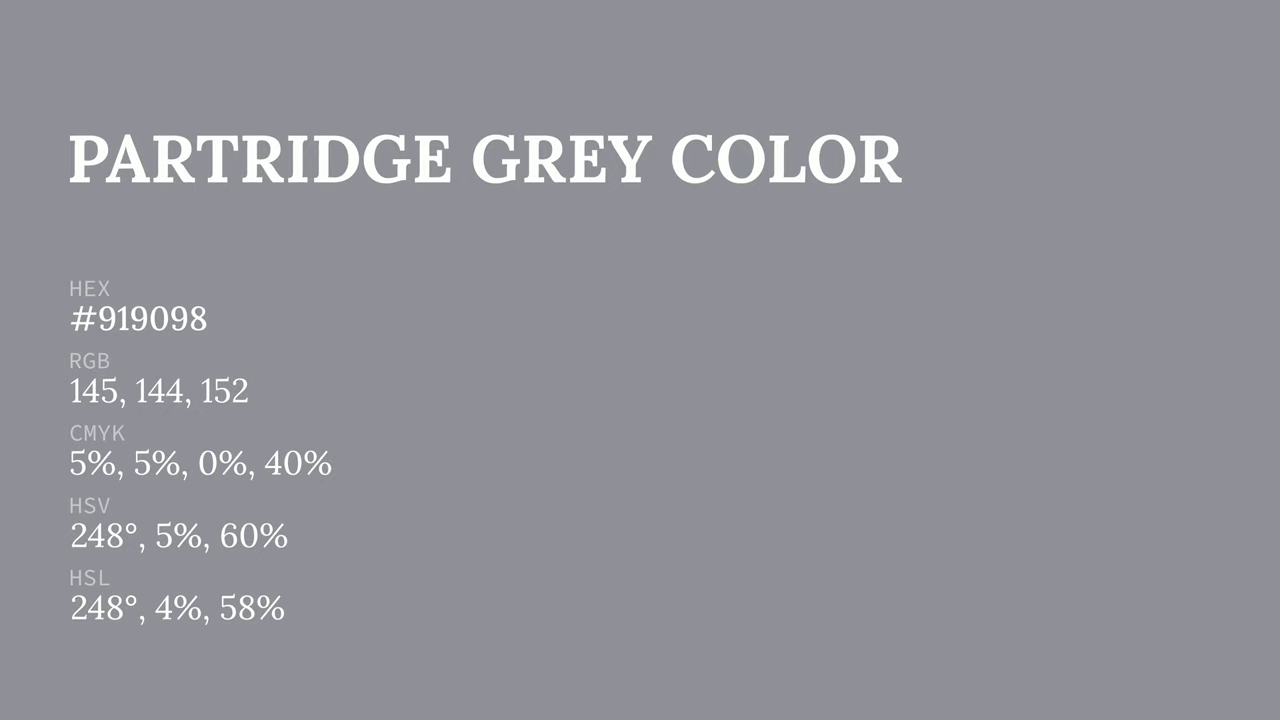 PARTRIDGE GREY COLOR
HEX
#919098
RGB
145, 144, 152
CMYK
5%, 5%, 0%, 40%
HSV
248°, 5%, 60%
HSL
248°, 4%, 58%